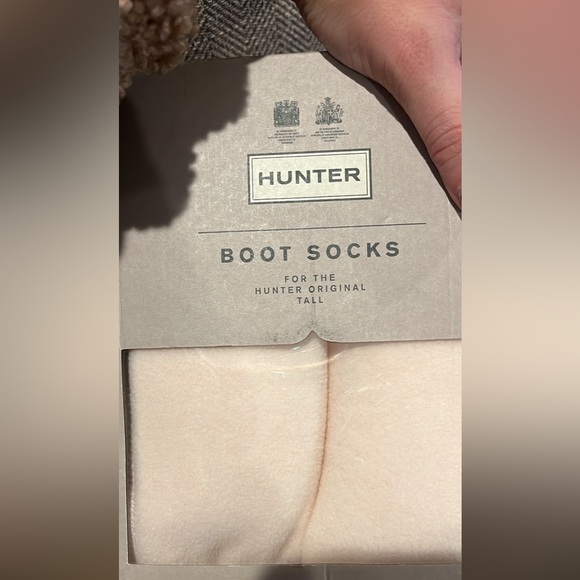 HUNTER
BOOT SOCKS
FOR THE
HUNTER ORIGINAL
TALL